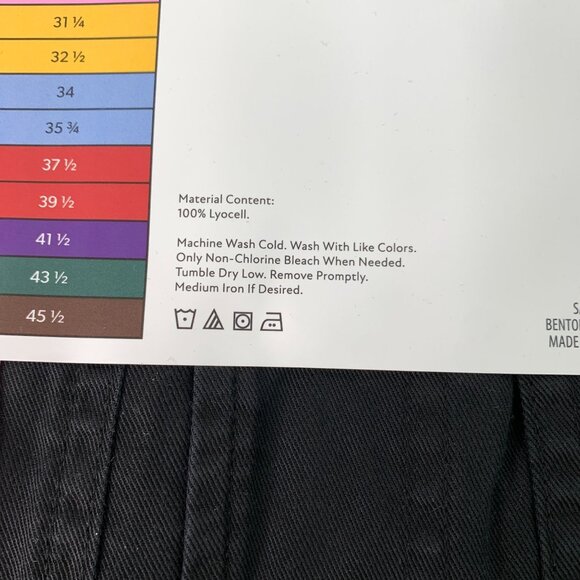 31 ¼
32 ½
34
35 ¾
37 ½
39 ½
41 ½
43 ½
45 ½
Material Content:
100% Lyocell.
Machine Wash Cold. Wash With Like Colors.
Only Non-Chlorine Bleach When Needed.
Tumble Dry Low. Remove Promptly.
Medium Iron If Desired.
MADE